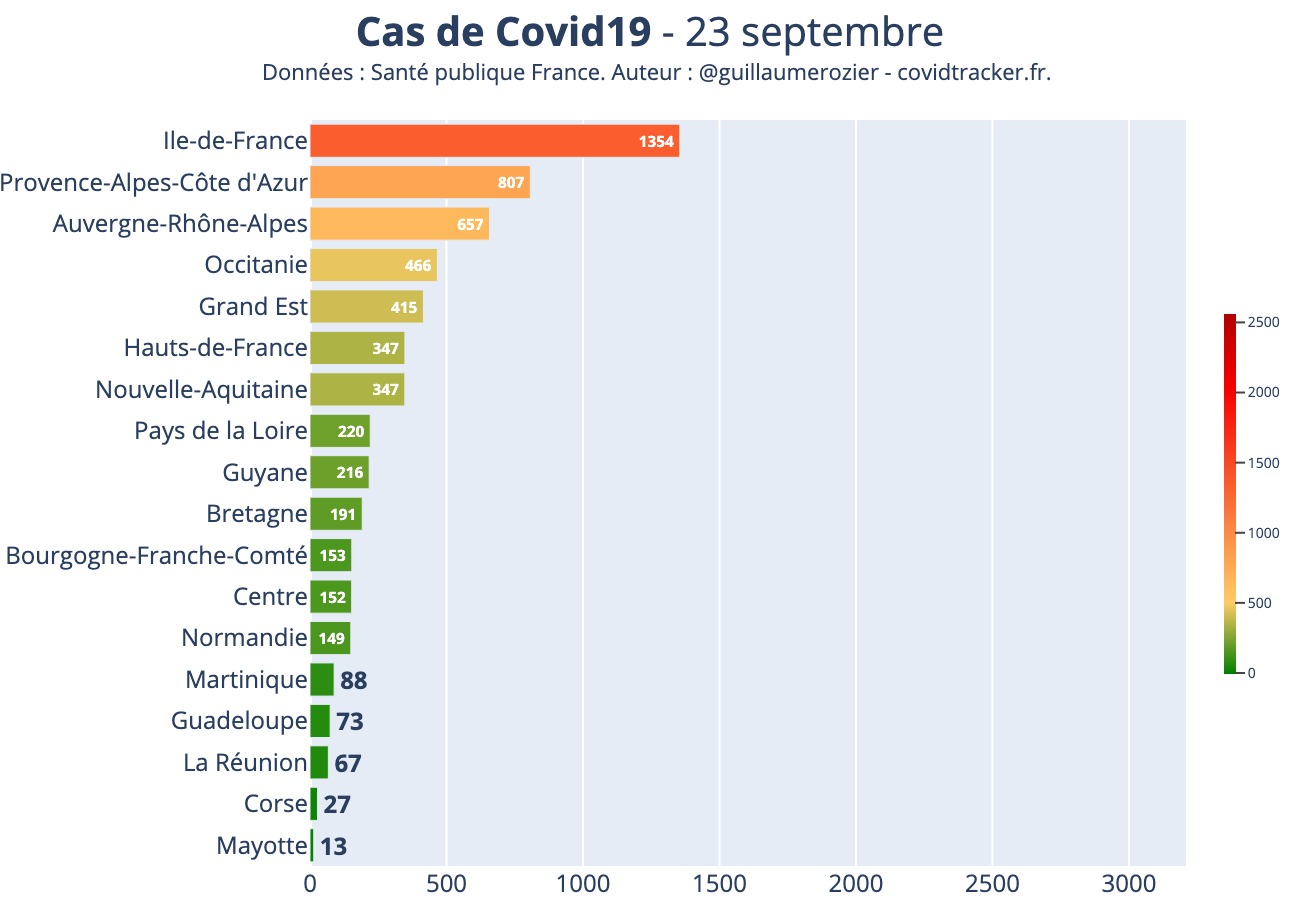 Cas de Covid19 - 23 septembre
Données : Santé publique France. Auteur : @guillaumerozier - covidtracker.fr.
Ile-de-France 1354
Provence-Alpes-Côte d'Azur 807
Auvergne-Rhône-Alpes 657
Occitanie 466
Grand Est 415
Hauts-de-France 347
Nouvelle-Aquitaine 347
Pays de la Loire 220
Guyane 216
Bretagne 191
Bourgogne-Franche-Comté 153
Centre 152
Normandie 149
Martinique 88
Guadeloupe 73
La Réunion 67
Corse 27
Mayotte 13
0 500 1000 1500 2000 2500 3000
2500
2000
1500
1000
500
0